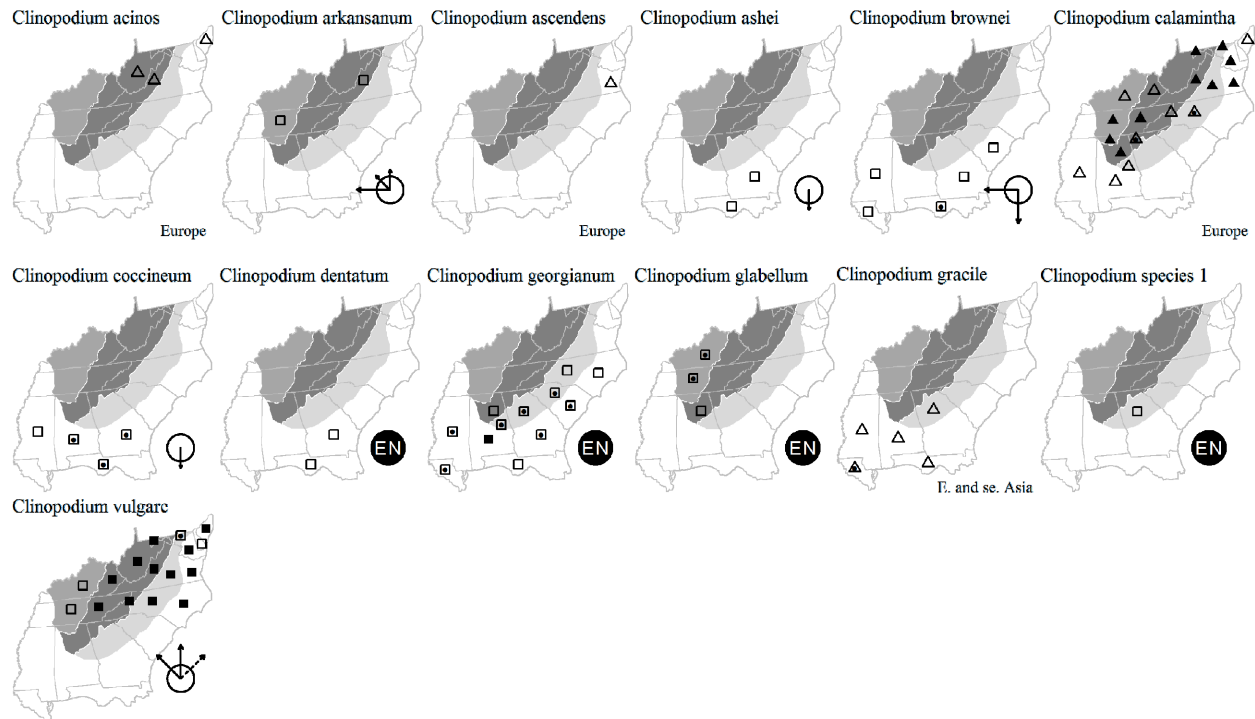 Clinopodium acinos
Clinopodium arkansanum
Clinopodium ascendens
Clinopodium ashei
Clinopodium brownei
Clinopodium calamintha
Europe
Europe
Europe
Clinopodium coccineum
Clinopodium dentatum
Clinopodium georgianum
Clinopodium glabellum
Clinopodium gracile
Clinopodium species 1
EN
EN
EN
EN
E. and se. Asia
Clinopodium vulgare